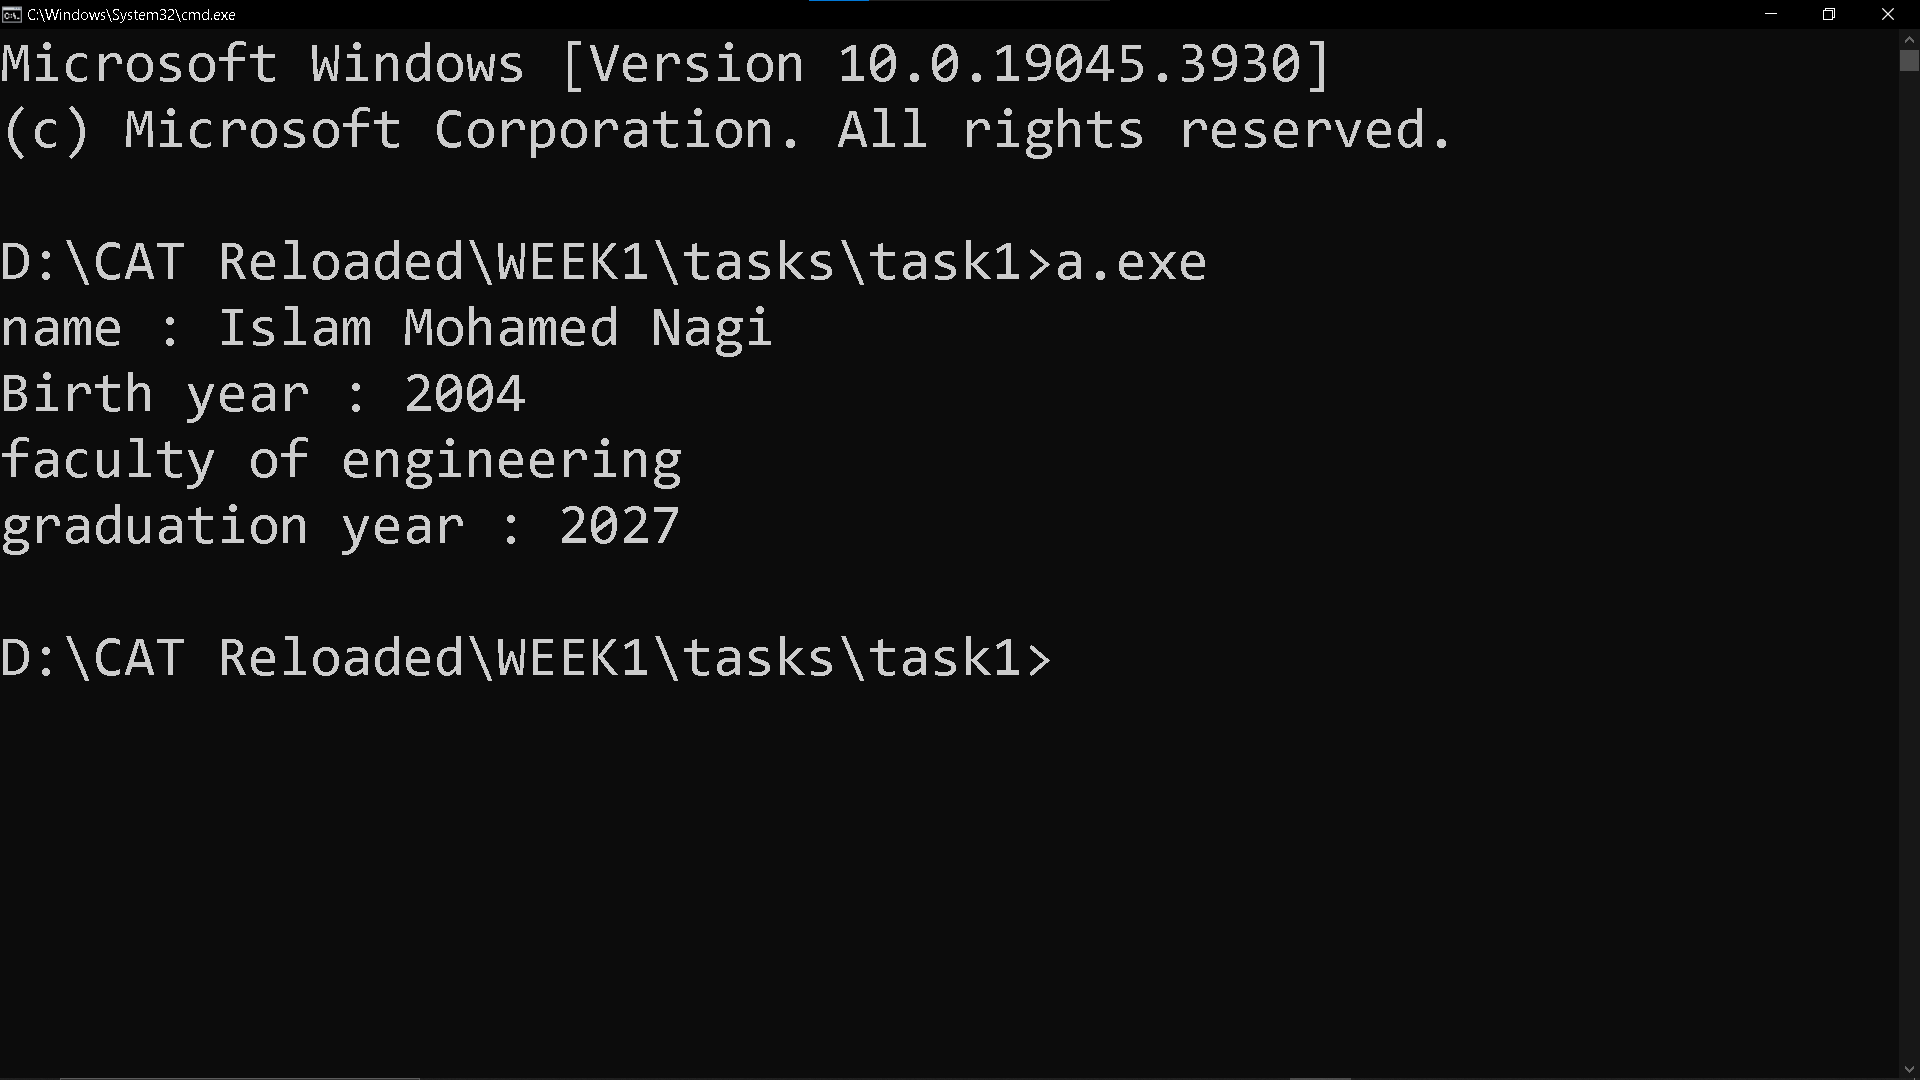 C:\Windows\System32\cmd.exe
Microsoft Windows [Version 10.0.19045.3930]
(c) Microsoft Corporation. All rights reserved.
D:\CAT Reloaded\WEEK1\tasks\task1>a.exe
name : Islam Mohamed Nagi
Birth year : 2004
faculty of engineering
graduation year : 2027
D:\CAT Reloaded\WEEK1\tasks\task1>